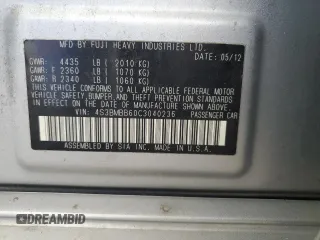 MFD BY FUJI HEAVY INDUSTRIES LTD.
DATE: 05/12
GVWR: 4435 LB ( 2010 KG)
GAWR: F 2360 LB ( 1070 KG)
GAWR: R 2340 LB ( 1060 KG)
THIS VEHICLE CONFORMS TO ALL APPLICABLE FEDERAL MOTOR
VEHICLE SAFETY, BUMPER, AND THEFT PREVENTION
STANDARDS IN EFFECT ON THE DATE OF
MANUFACTURE SHOWN ABOVE.
VIN: 4S3BMBB60C3040236
PASSENGER CAR
ASSEMBLED BY SIA INC. MADE IN U.S.A.
DREAMBID